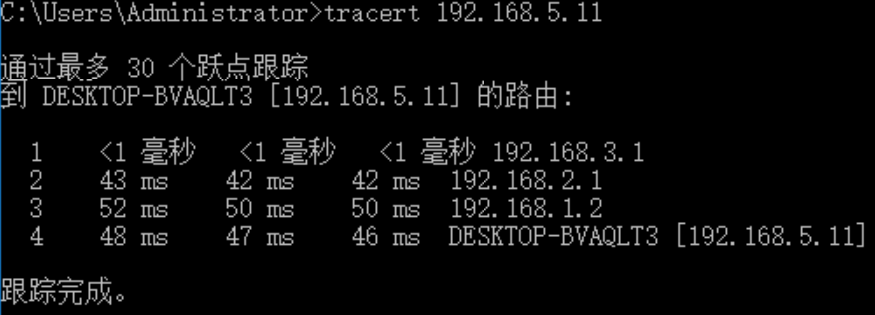 C:\Users\Administrator>tracert 192.168.5.11
通过最多 30 个跃点跟踪
到 DESKTOP-BVAQLT3 [192.168.5.11] 的路由:
1 <1 毫秒 <1 毫秒 <1 毫秒 192.168.3.1
2 43 ms 42 ms 42 ms 192.168.2.1
3 52 ms 50 ms 50 ms 192.168.1.2
4 48 ms 47 ms 46 ms DESKTOP-BVAQLT3 [192.168.5.11]
跟踪完成。